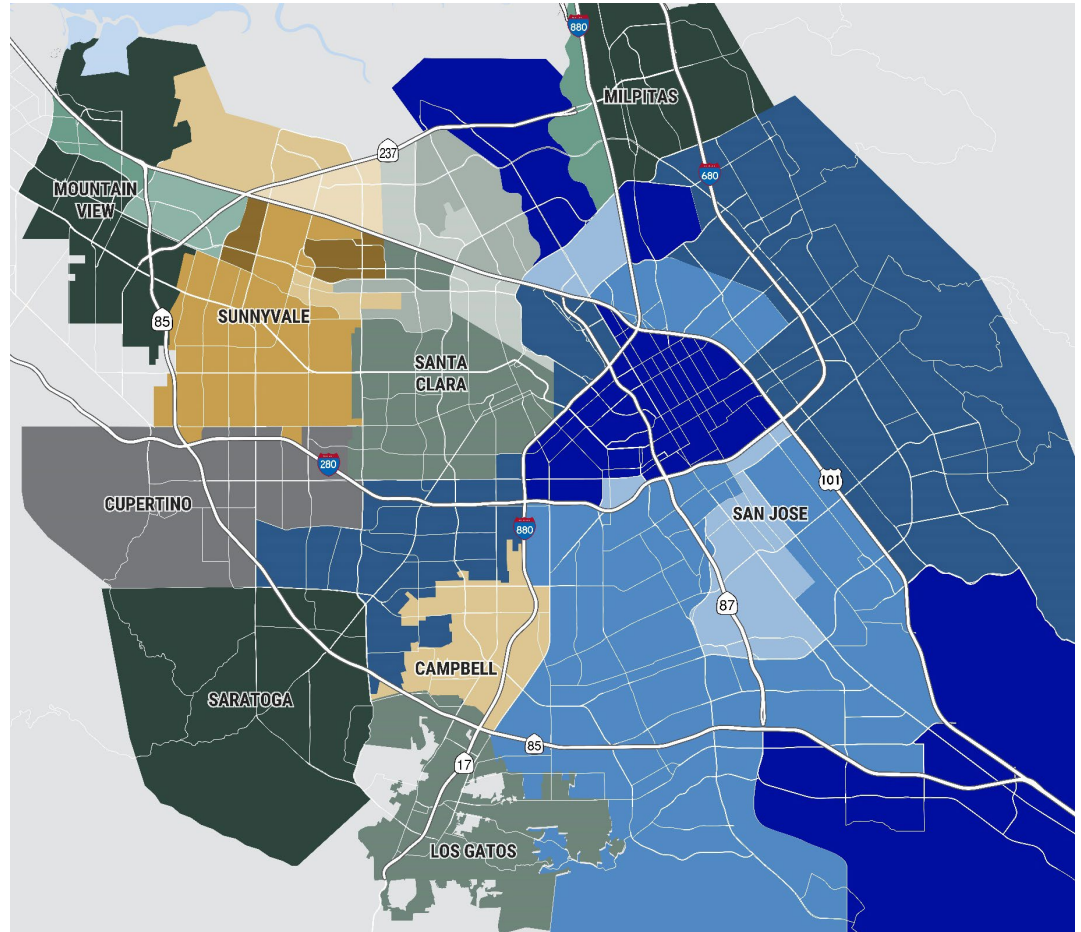 880
MILPITAS
237
680
MOUNTAIN
VIEW
85
SUNNYVALE
SANTA
CLARA
280
101
CUPERTINO
SAN JOSE
880
87
CAMPBELL
SARATOGA
85
17
LOS GATOS